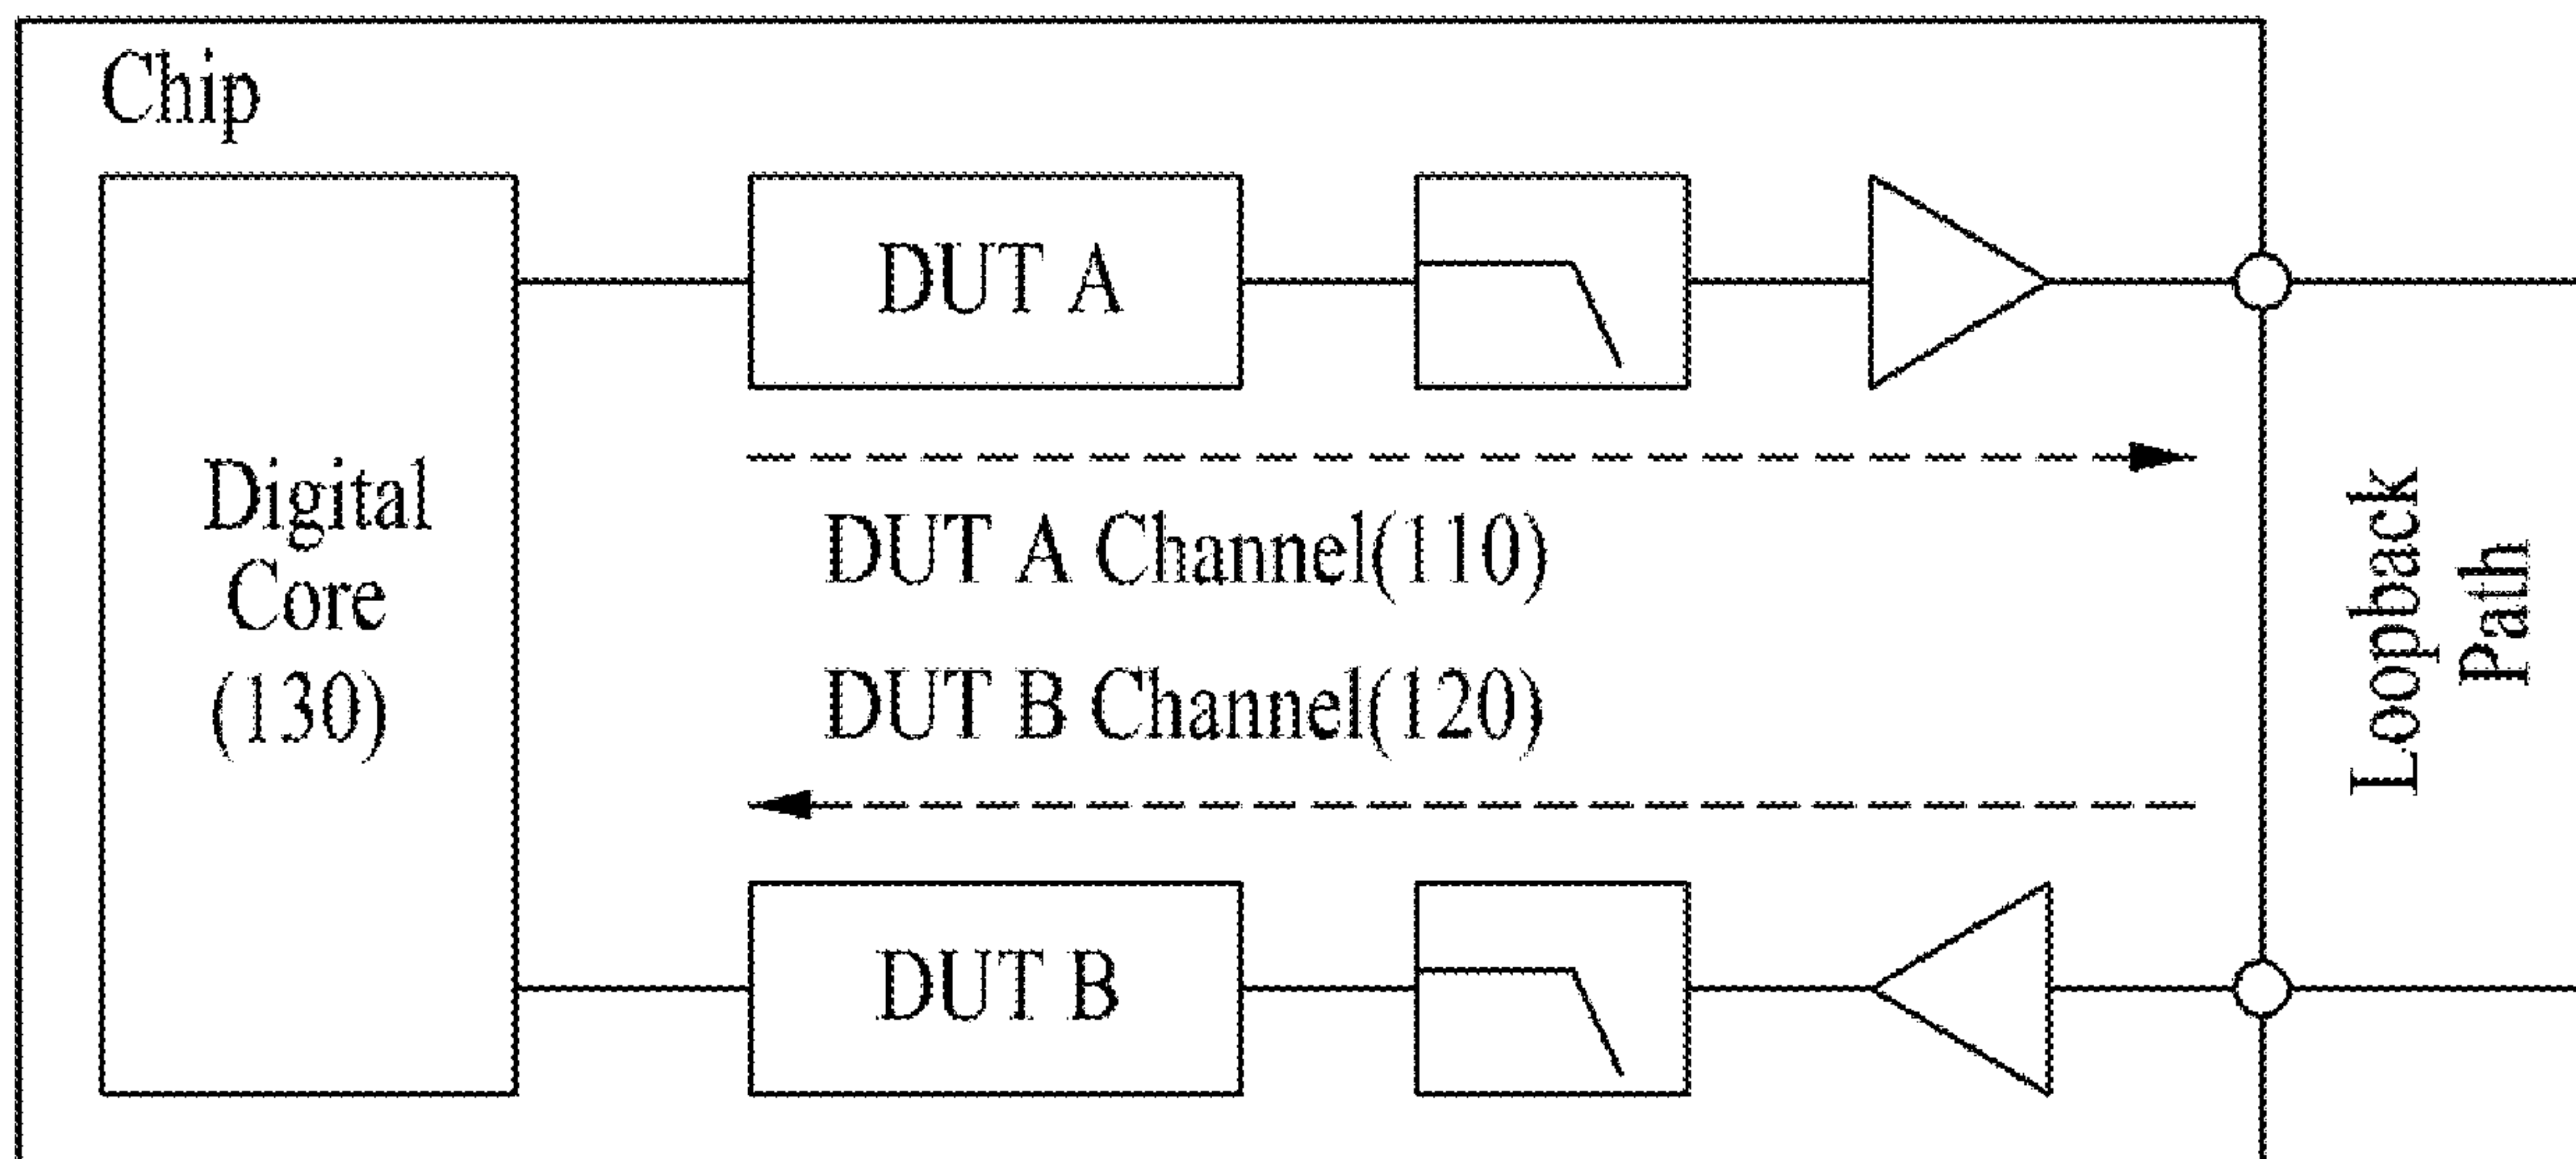 Chip
DUT A
Digital
Core
(130)
DUT A Channel(110)
DUT B Channel(120)
Loopback
Path
DUT B